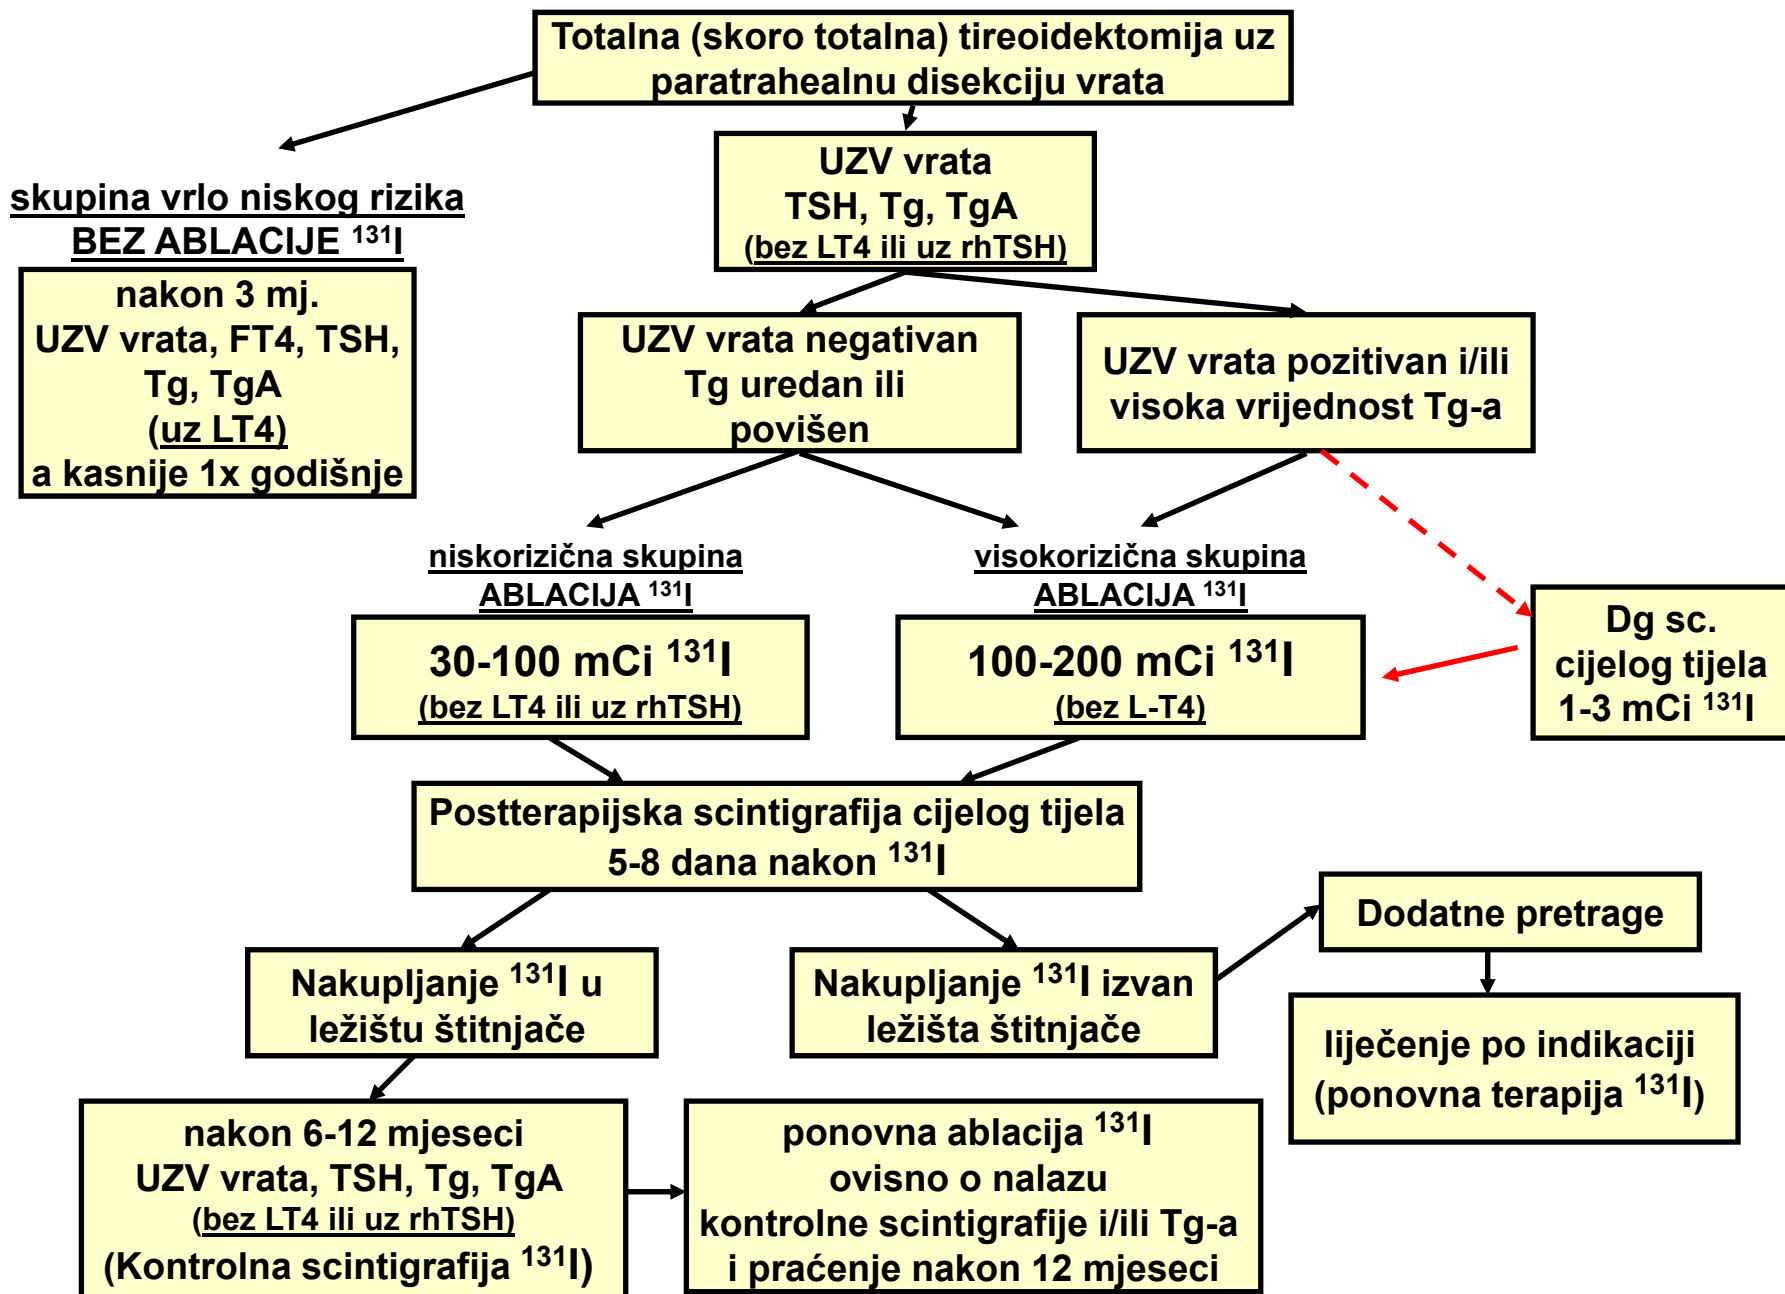 Totalna (skoro totalna) tireoidektomija uz
paratrahealnu disekciju vrata
skupina vrlo niskog rizika
BEZ ABLACIJE ¹³¹I
nakon 3 mj.
UZV vrata, FT4, TSH,
Tg, TgA
(uz LT4)
a kasnije 1x godišnje
UZV vrata
TSH, Tg, TgA
(bez LT4 ili uz rhTSH)
UZV vrata negativan
Tg uredan ili
povišen
UZV vrata pozitivan i/ili
visoka vrijednost Tg-a
niskorizična skupina
ABLACIJA ¹³¹I
30-100 mCi ¹³¹I
(bez LT4 ili uz rhTSH)
visokorizična skupina
ABLACIJA ¹³¹I
100-200 mCi ¹³¹I
(bez L-T4)
Dg sc.
cijelog tijela
1-3 mCi ¹³¹I
Postterapijska scintigrafija cijelog tijela
5-8 dana nakon ¹³¹I
Nakupljanje ¹³¹I u
ležištu štitnjače
Nakupljanje ¹³¹I izvan
ležišta štitnjače
Dodatne pretrage
liječenje po indikaciji
(ponovna terapija ¹³¹I)
nakon 6-12 mjeseci
UZV vrata, TSH, Tg, TgA
(bez LT4 ili uz rhTSH)
(Kontrolna scintigrafija ¹³¹I)
ponovna ablacija ¹³¹I
ovisno o nalazu
kontrolne scintigrafije i/ili Tg-a
i praćenje nakon 12 mjeseci